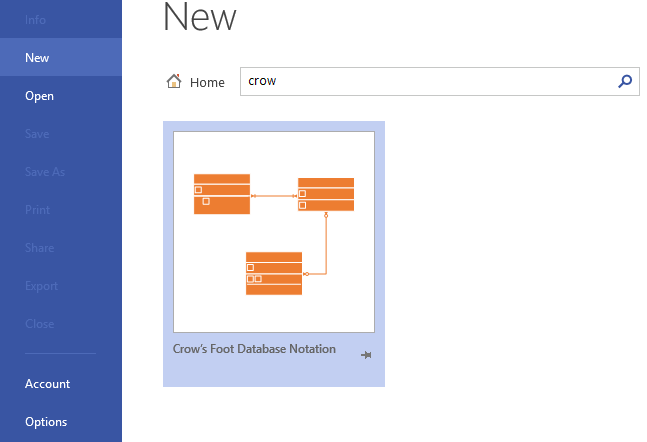 Info
New
Open
Save
Save As
Print
Share
Export
Close
Account
Options
New
Home
crow
Crow's Foot Database Notation